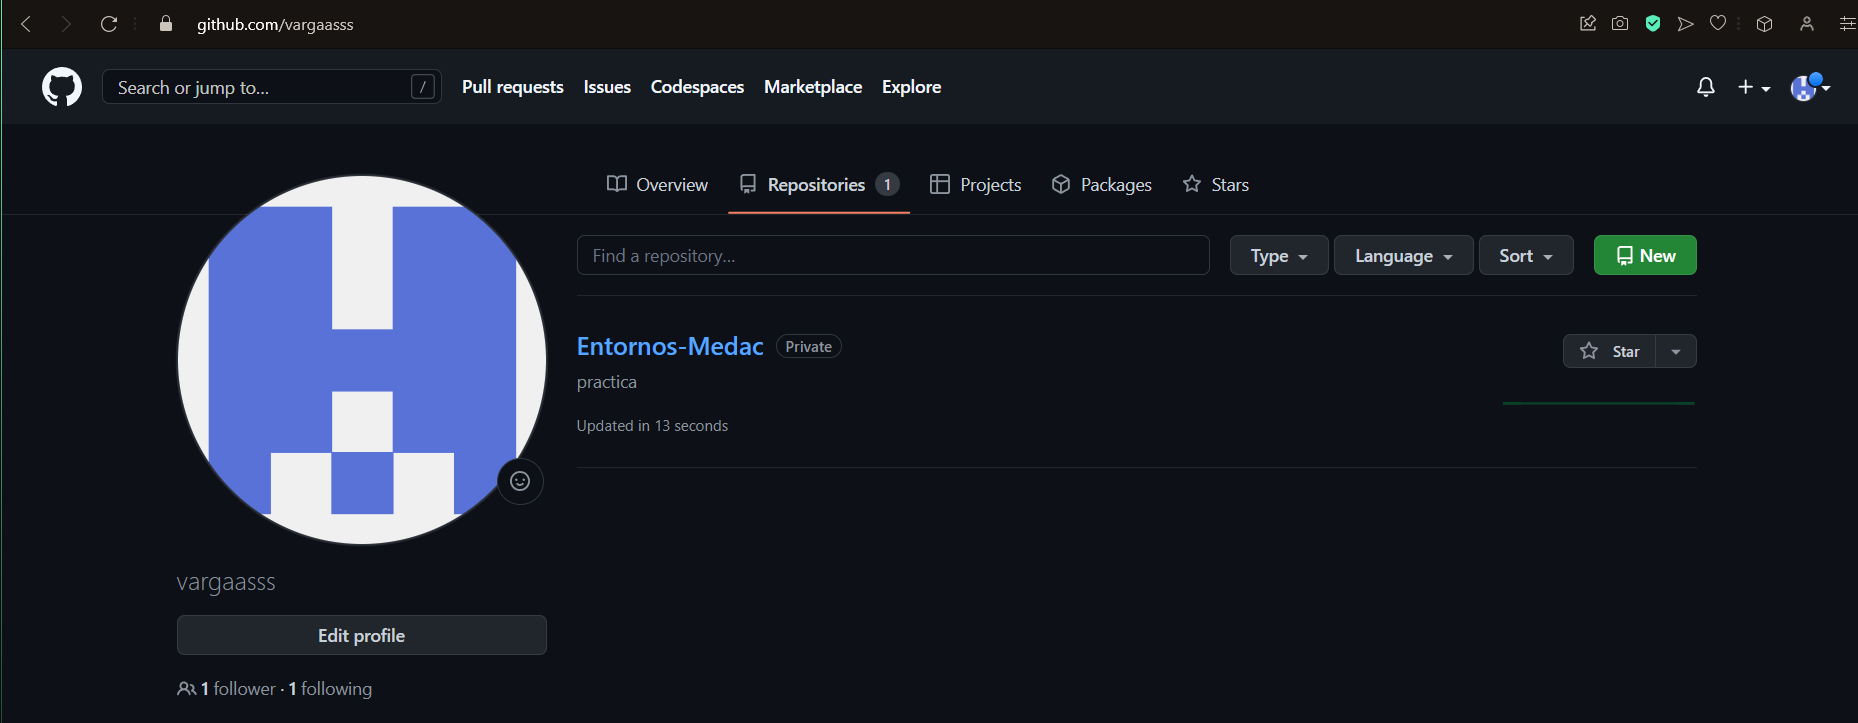 github.com/vargaasss
Search or jump to... /
Pull requests Issues Codespaces Marketplace Explore
Overview Repositories 1 Projects Packages Stars
Find a repository... Type Language Sort New
Entornos-Medac Private Star
practica
Updated in 13 seconds
vargaasss
Edit profile
1 follower · 1 following